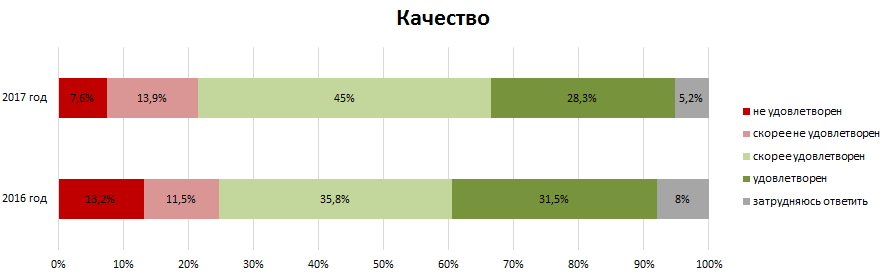 Качество
2017 год
7,6%
13,9%
45%
28,3%
5,2%
2016 год
13,2%
11,5%
35,8%
31,5%
8%
0%
10%
20%
30%
40%
50%
60%
70%
80%
90%
100%
не удовлетворен
скорее не удовлетворен
скорее удовлетворен
удовлетворен
затрудняюсь ответить